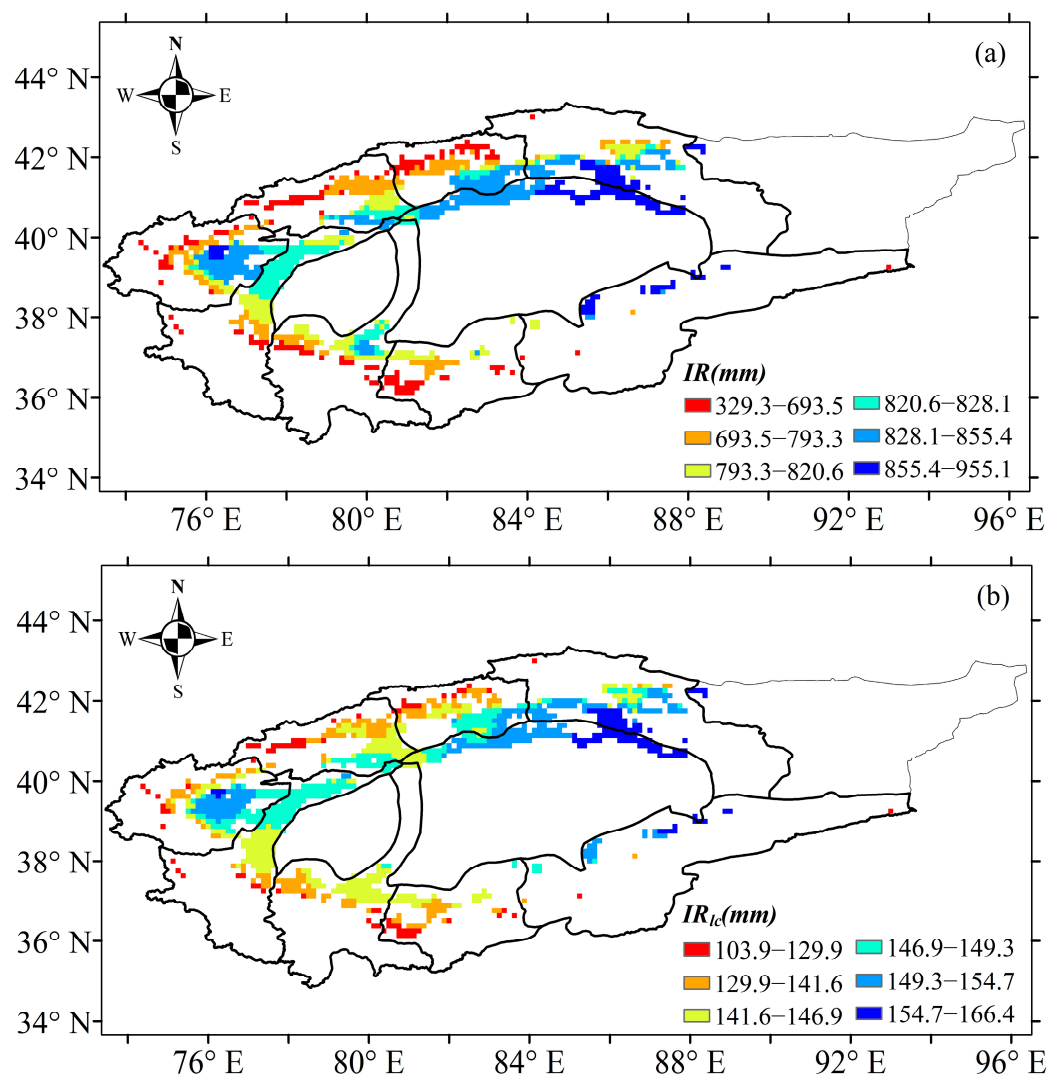 (a)
N
W E
S
44° N
42° N
40° N
38° N
36° N
34° N
IR(mm)
329.3–693.5 820.6–828.1
693.5–793.3 828.1–855.4
793.3–820.6 855.4–955.1
76° E 80° E 84° E 88° E 92° E 96° E
(b)
N
W E
S
44° N
42° N
40° N
38° N
36° N
34° N
IRlc(mm)
103.9–129.9 146.9–149.3
129.9–141.6 149.3–154.7
141.6–146.9 154.7–166.4
76° E 80° E 84° E 88° E 92° E 96° E